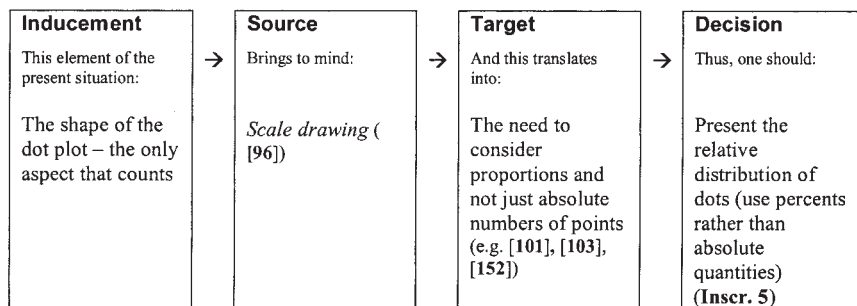 Inducement
This element of the
present situation:
The shape of the
dot plot – the only
aspect that counts
→
Source
Brings to mind:
Scale drawing (
[96])
→
Target
And this translates
into:
The need to
consider
proportions and
not just absolute
numbers of points
(e.g. [101], [103],
[152])
→
Decision
Thus, one should:
Present the
relative
distribution of
dots (use percents
rather than
absolute
quantities)
(Inscr. 5)